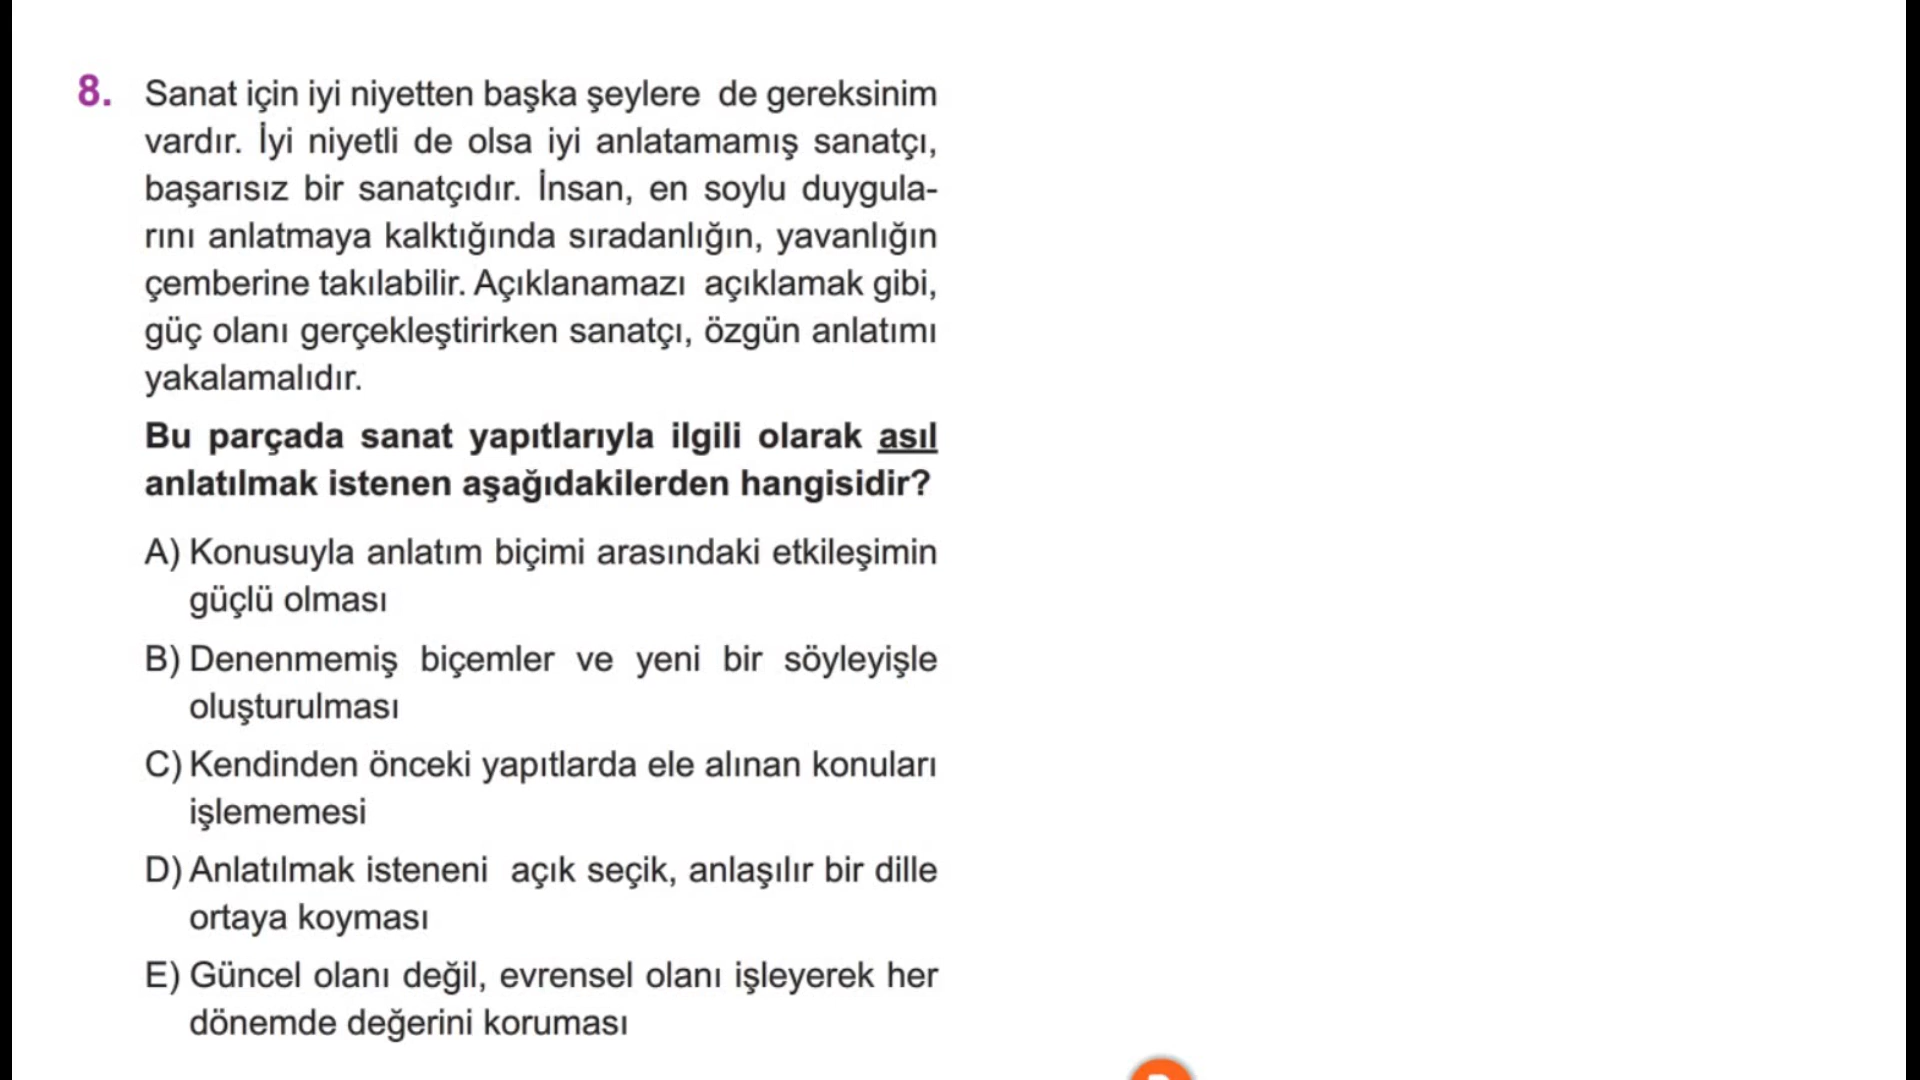 8. Sanat için iyi niyetten başka şeylere de gereksinim
vardır. İyi niyetli de olsa iyi anlatamamış sanatçı,
başarısız bir sanatçıdır. İnsan, en soylu duygula-
rını anlatmaya kalktığında sıradanlığın, yavanlığın
çemberine takılabilir. Açıklanamazı açıklamak gibi,
güç olanı gerçekleştirirken sanatçı, özgün anlatımı
yakalamalıdır.
Bu parçada sanat yapıtlarıyla ilgili olarak asıl
anlatılmak istenen aşağıdakilerden hangisidir?
A) Konusuyla anlatım biçimi arasındaki etkileşimin
güçlü olması
B) Denenmemiş biçemler ve yeni bir söyleyişle
oluşturulması
C) Kendinden önceki yapıtlarda ele alınan konuları
işlememesi
D) Anlatılmak isteneni açık seçik, anlaşılır bir dille
ortaya koyması
E) Güncel olanı değil, evrensel olanı işleyerek her
dönemde değerini koruması